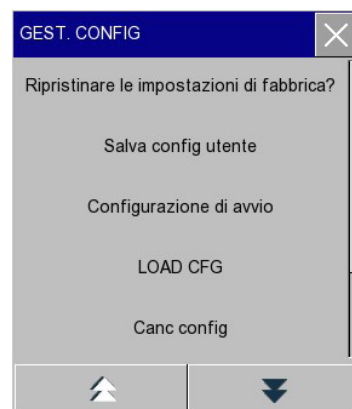 GEST. CONFIG
Ripristinare le impostazioni di fabbrica?
Salva config utente
Configurazione di avvio
LOAD CFG
Canc config